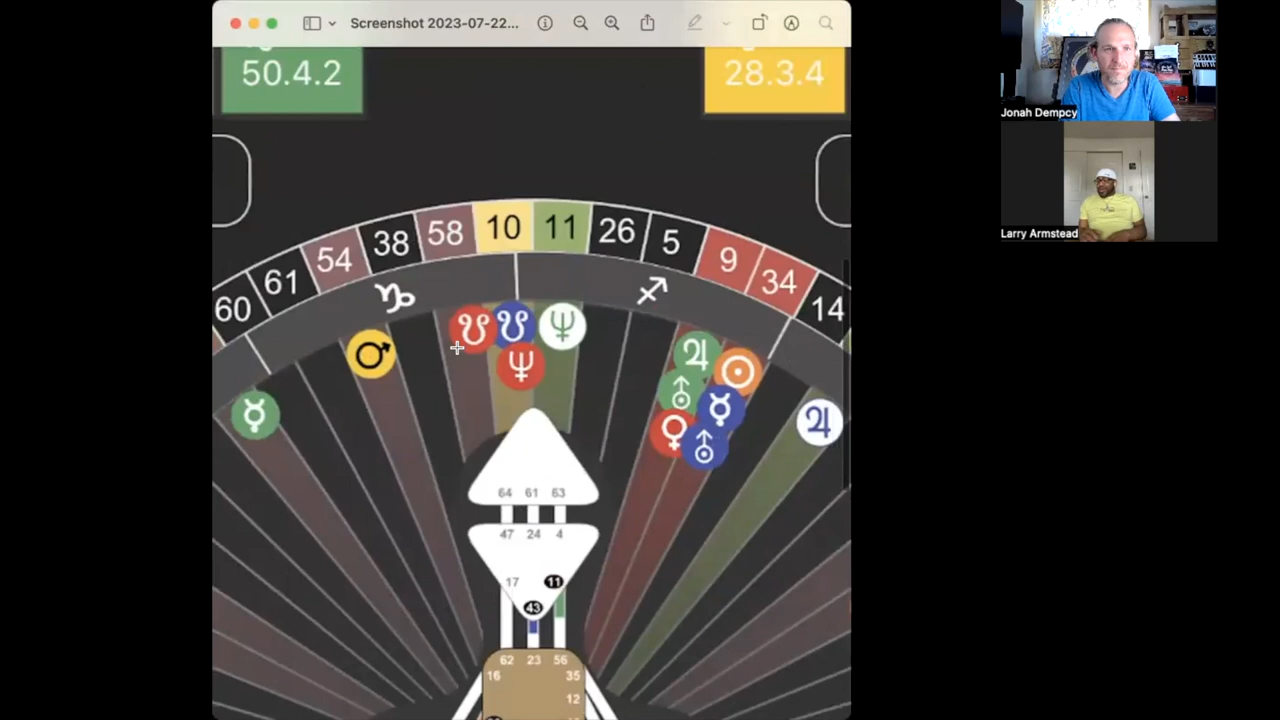 Screenshot 2023-07-22...
50.4.2
28.3.4
60 61 54 38 58 10 11 26 5 9 34 14
64 61 63
47 24 4
17 11
43
62 23 56
16 35
12
Jonah Dempcy
Larry Armstead